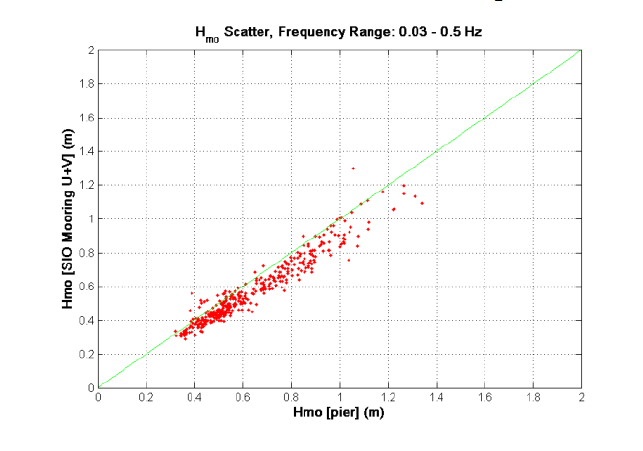 H_mo Scatter, Frequency Range: 0.03 - 0.5 Hz
2
1.8
1.6
1.4
1.2
1
0.8
0.6
0.4
0.2
0
Hmo [SIO Mooring U+V] (m)
0 0.2 0.4 0.6 0.8 1 1.2 1.4 1.6 1.8 2
Hmo [pier] (m)